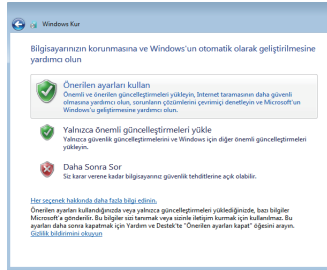 Windows Kur
Bilgisayarınızın korunmasına ve Windows'un otomatik olarak geliştirilmesine
yardımcı olun
Önerilen ayarları kullan
Önemli ve önerilen güncelleştirmeleri yükleyin, Internet taramasının daha güvenli
olmasına yardımcı olun, sorunların çözümlerini çevrimiçi denetleyin ve Microsoft'un
Windows'u geliştirmesine yardımcı olun.
Yalnızca önemli güncelleştirmeleri yükle
Yalnızca güvenlik güncelleştirmelerini ve Windows için diğer önemli güncelleştirmeleri
yükleyin.
Daha Sonra Sor
Siz karar verene kadar bilgisayarınız güvenlik tehditlerine açık olabilir.
Her seçenek hakkında daha fazla bilgi edinin.
Önerilen ayarları kullandığınızda veya yalnızca güncelleştirmeleri yüklediğinizde, bazı bilgiler
Microsoft'a gönderilir. Bu bilgiler sizi tanımak veya sizinle iletişim kurmak için kullanılmaz. Bu
ayarları daha sonra kapatmak için Yardım ve Destek'te "Önerilen ayarları kapat" öğesini arayın.
Gizlilik bildirimini okuyun